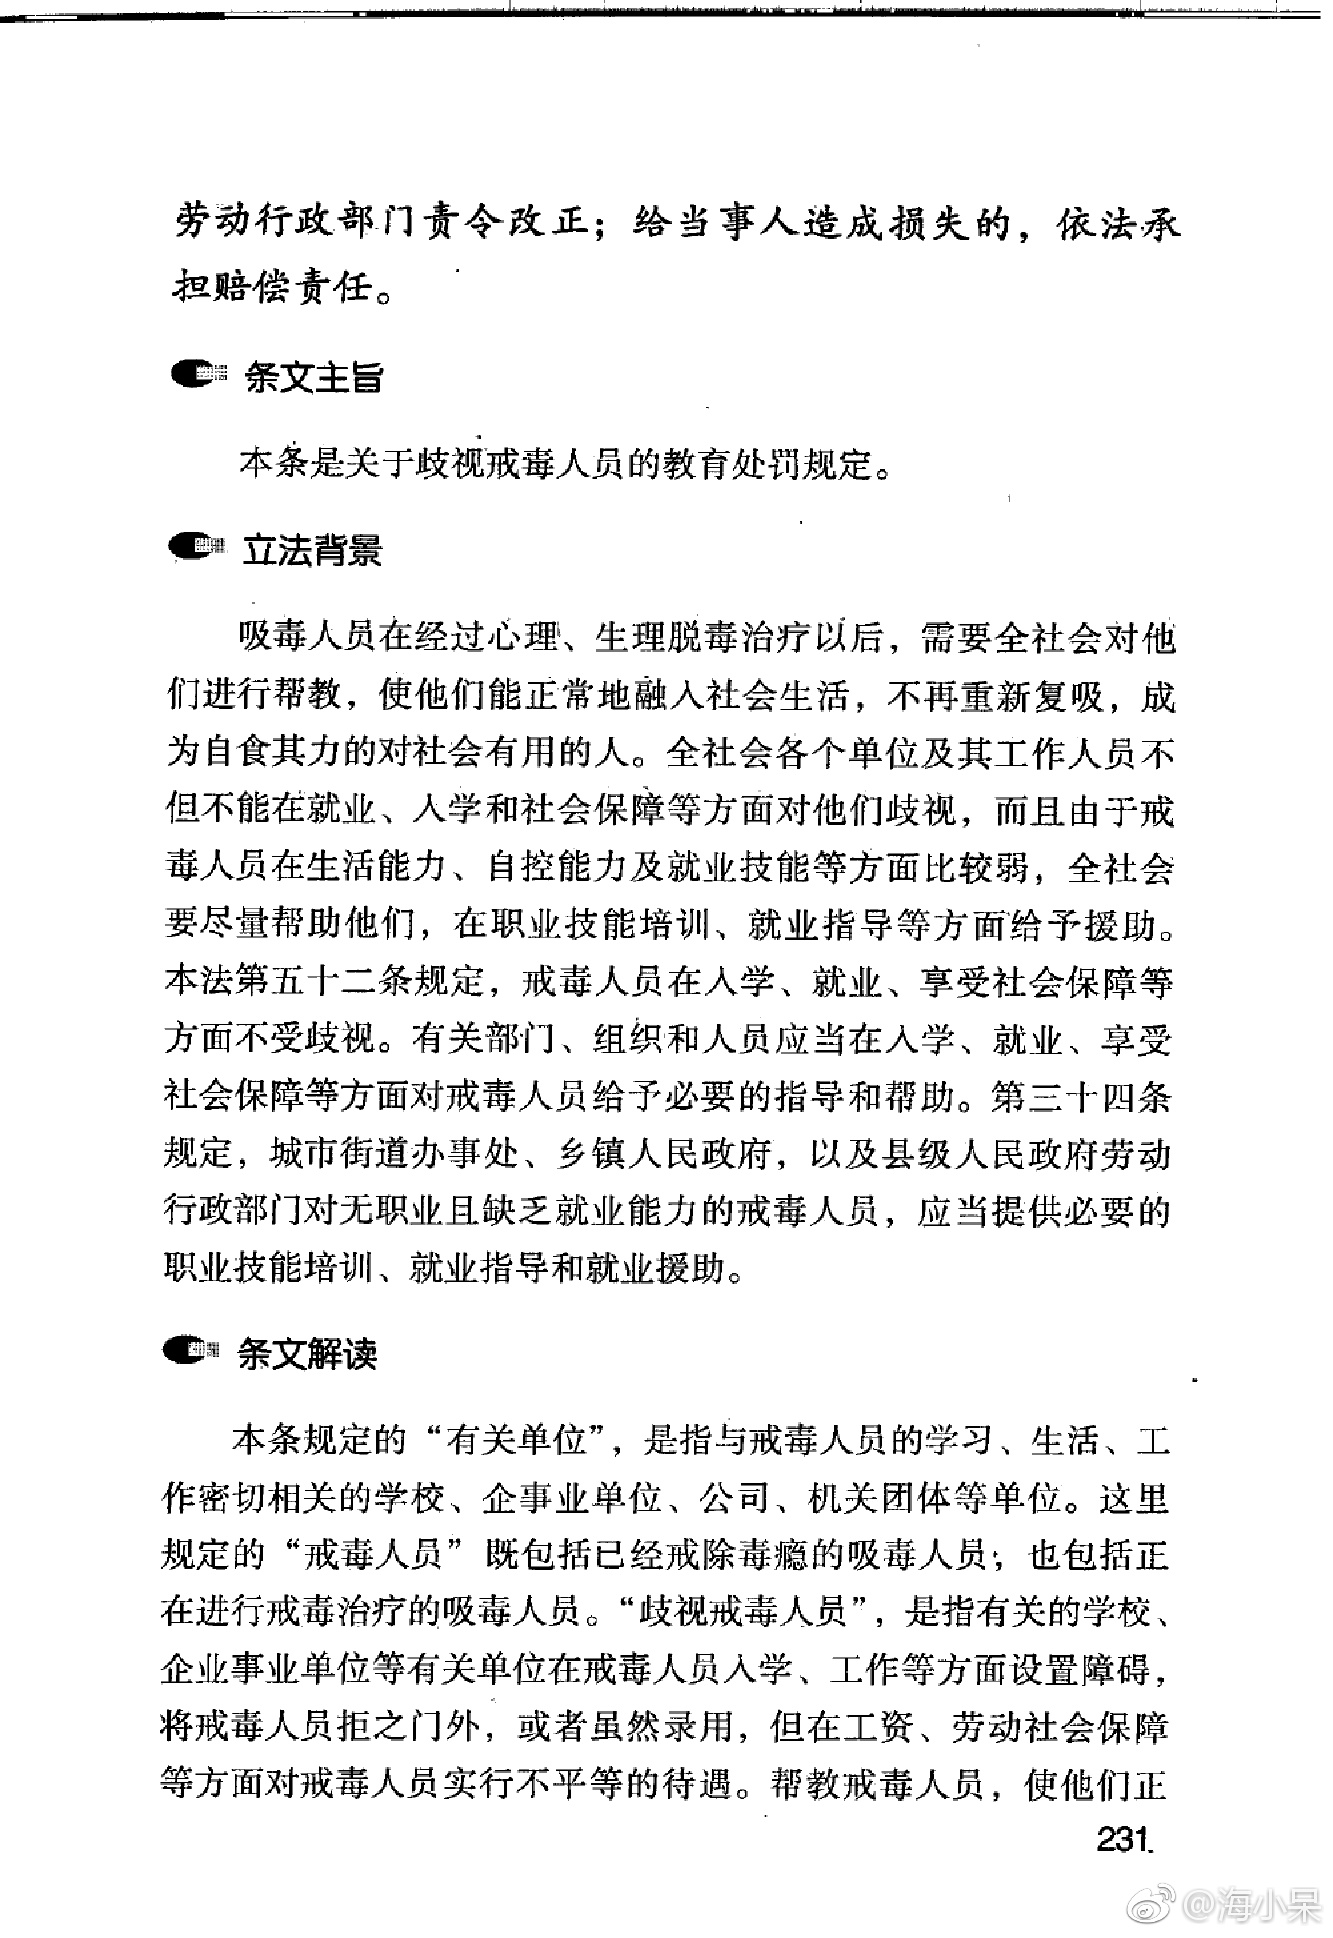 劳动行政部门责令改正；给当事人造成损失的，依法承
担赔偿责任。
条文主旨
本条是关于歧视戒毒人员的教育处罚规定。
立法背景
吸毒人员在经过心理、生理脱毒治疗以后，需要全社会对他
们进行帮教，使他们能正常地融入社会生活，不再重新复吸，成
为自食其力的对社会有用的人。全社会各个单位及其工作人员不
但不能在就业、入学和社会保障等方面对他们歧视，而且由于戒
毒人员在生活能力、自控能力及就业技能等方面比较弱，全社会
要尽量帮助他们，在职业技能培训、就业指导等方面给予援助。
本法第五十二条规定，戒毒人员在入学、就业、享受社会保障等
方面不受歧视。有关部门、组织和人员应当在入学、就业、享受
社会保障等方面对戒毒人员给予必要的指导和帮助。第三十四条
规定，城市街道办事处、乡镇人民政府，以及县级人民政府劳动
行政部门对无职业且缺乏就业能力的戒毒人员，应当提供必要的
职业技能培训、就业指导和就业援助。
条文解读
本条规定的“有关单位”，是指与戒毒人员的学习、生活、工
作密切相关的学校、企事业单位、公司、机关团体等单位。这里
规定的“戒毒人员”既包括已经戒除毒瘾的吸毒人员；也包括正
在进行戒毒治疗的吸毒人员。“歧视戒毒人员”，是指有关的学校、
企业事业单位等有关单位在戒毒人员入学、工作等方面设置障碍，
将戒毒人员拒之门外，或者虽然录用，但在工资、劳动社会保障
等方面对戒毒人员实行不平等的待遇。帮教戒毒人员，使他们正
231
@海小呆